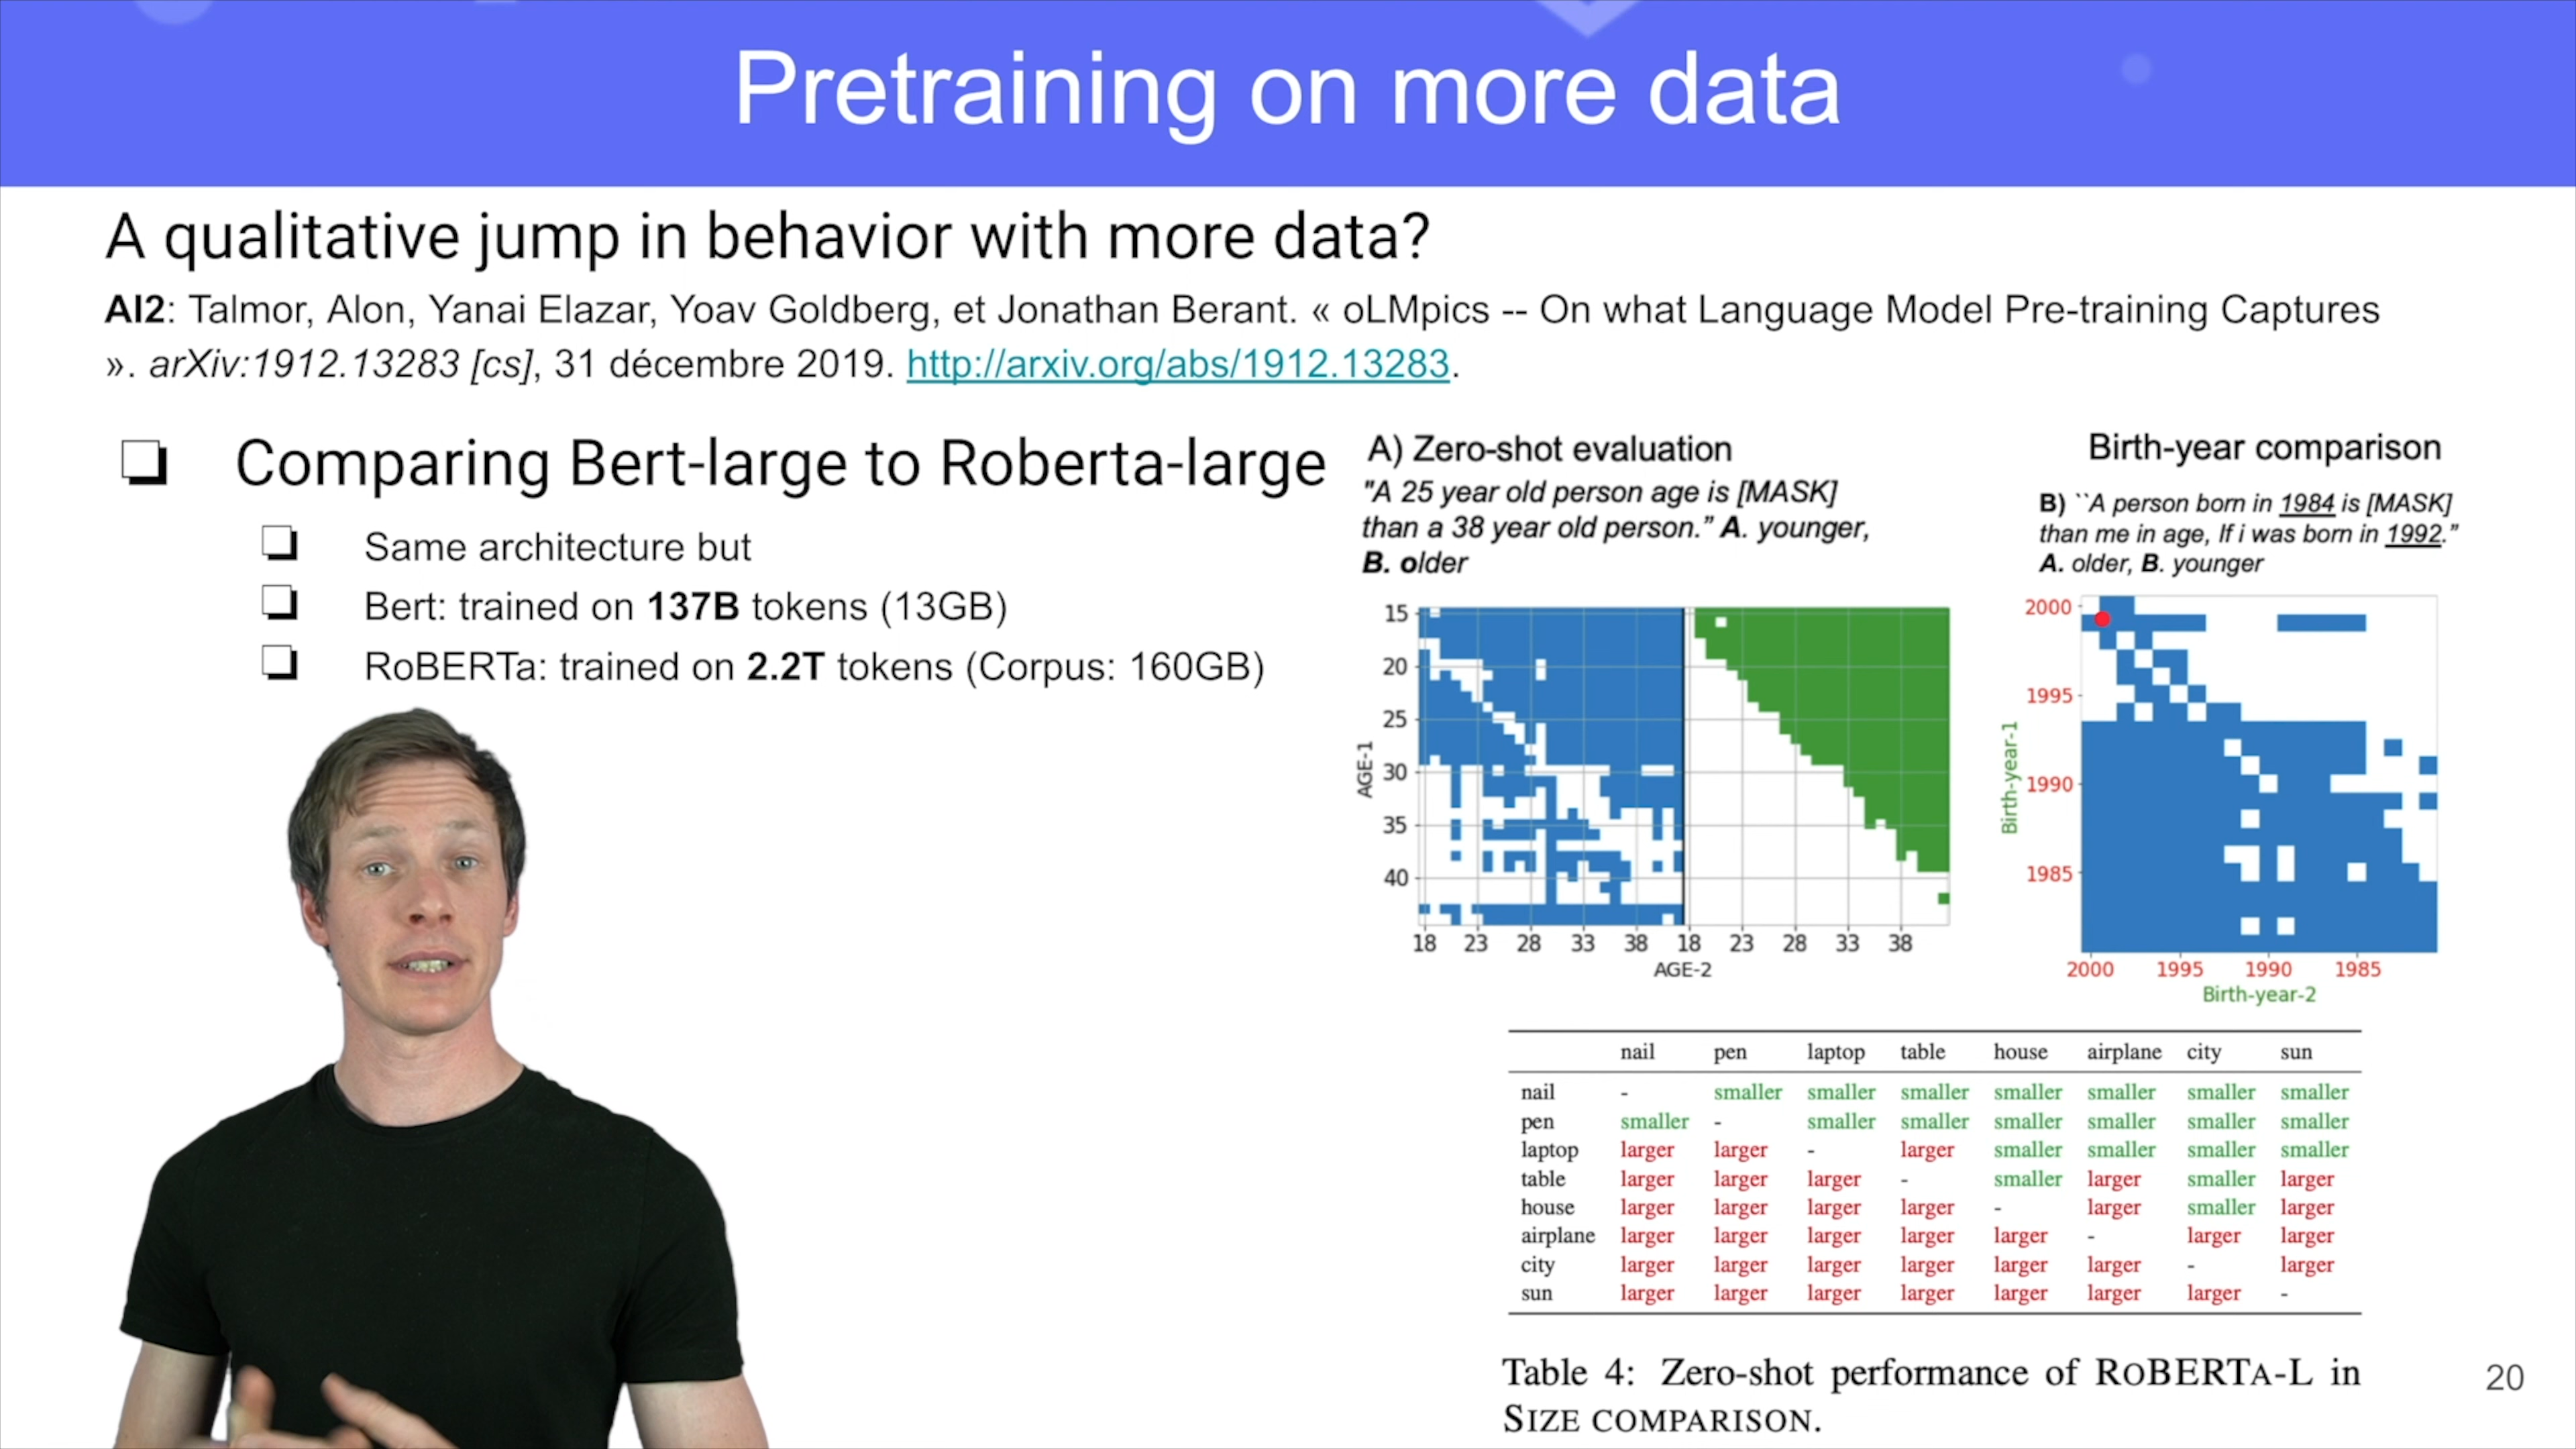 Pretraining on more data
A qualitative jump in behavior with more data?
AI2: Talmor, Alon, Yanai Elazar, Yoav Goldberg, et Jonathan Berant. « oLMpics -- On what Language Model Pre-training Captures
». arXiv:1912.13283 [cs], 31 décembre 2019. http://arxiv.org/abs/1912.13283.
Comparing Bert-large to Roberta-large
Same architecture but
Bert: trained on 137B tokens (13GB)
RoBERTa: trained on 2.2T tokens (Corpus: 160GB)
A) Zero-shot evaluation
"A 25 year old person age is [MASK]
than a 38 year old person." A. younger,
B. older
15
20
25
30
35
40
AGE-1
18 23 28 33 38 18 23 28 33 38
AGE-2
Birth-year comparison
B) ``A person born in 1984 is [MASK]
than me in age, If i was born in 1992."
A. older, B. younger
2000
1995
1990
1985
Birth-year-1
2000 1995 1990 1985
Birth-year-2
nail pen laptop table house airplane city sun
nail - smaller smaller smaller smaller smaller smaller smaller
pen smaller - smaller smaller smaller smaller smaller smaller
laptop larger larger - larger smaller smaller smaller smaller
table larger larger larger - smaller larger smaller larger
house larger larger larger larger - larger smaller larger
airplane larger larger larger larger larger - larger larger
city larger larger larger larger larger larger - larger
sun larger larger larger larger larger larger larger -
Table 4: Zero-shot performance of ROBERTA-L in
SIZE COMPARISON.
20